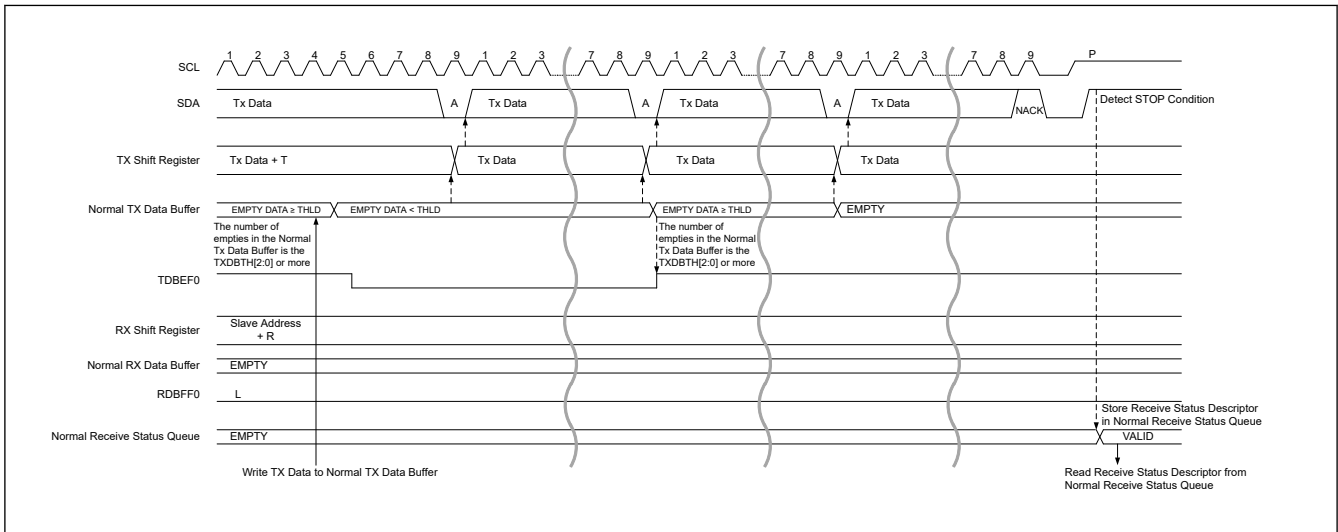 1 2 3 4 5 6 7 8 9 1 2 3 7 8 9 1 2 3 7 8 9 1 2 3 7 8 9 P
SCL
SDA Tx Data A Tx Data A Tx Data A Tx Data NACK Detect STOP Condition
TX Shift Register Tx Data + T Tx Data Tx Data Tx Data
Normal TX Data Buffer EMPTY DATA ≥ THLD EMPTY DATA < THLD EMPTY DATA ≥ THLD EMPTY
The number of
empties in the Normal
Tx Data Buffer is the
TXDBTH[2:0] or more
The number of
empties in the Normal
Tx Data Buffer is the
TXDBTH[2:0] or more
TDBEF0
RX Shift Register Slave Address
+ R
Normal RX Data Buffer EMPTY
RDBFF0 L
Store Receive Status Descriptor
in Normal Receive Status Queue
Normal Receive Status Queue EMPTY VALID
Write TX Data to Normal TX Data Buffer
Read Receive Status Descriptor from
Normal Receive Status Queue